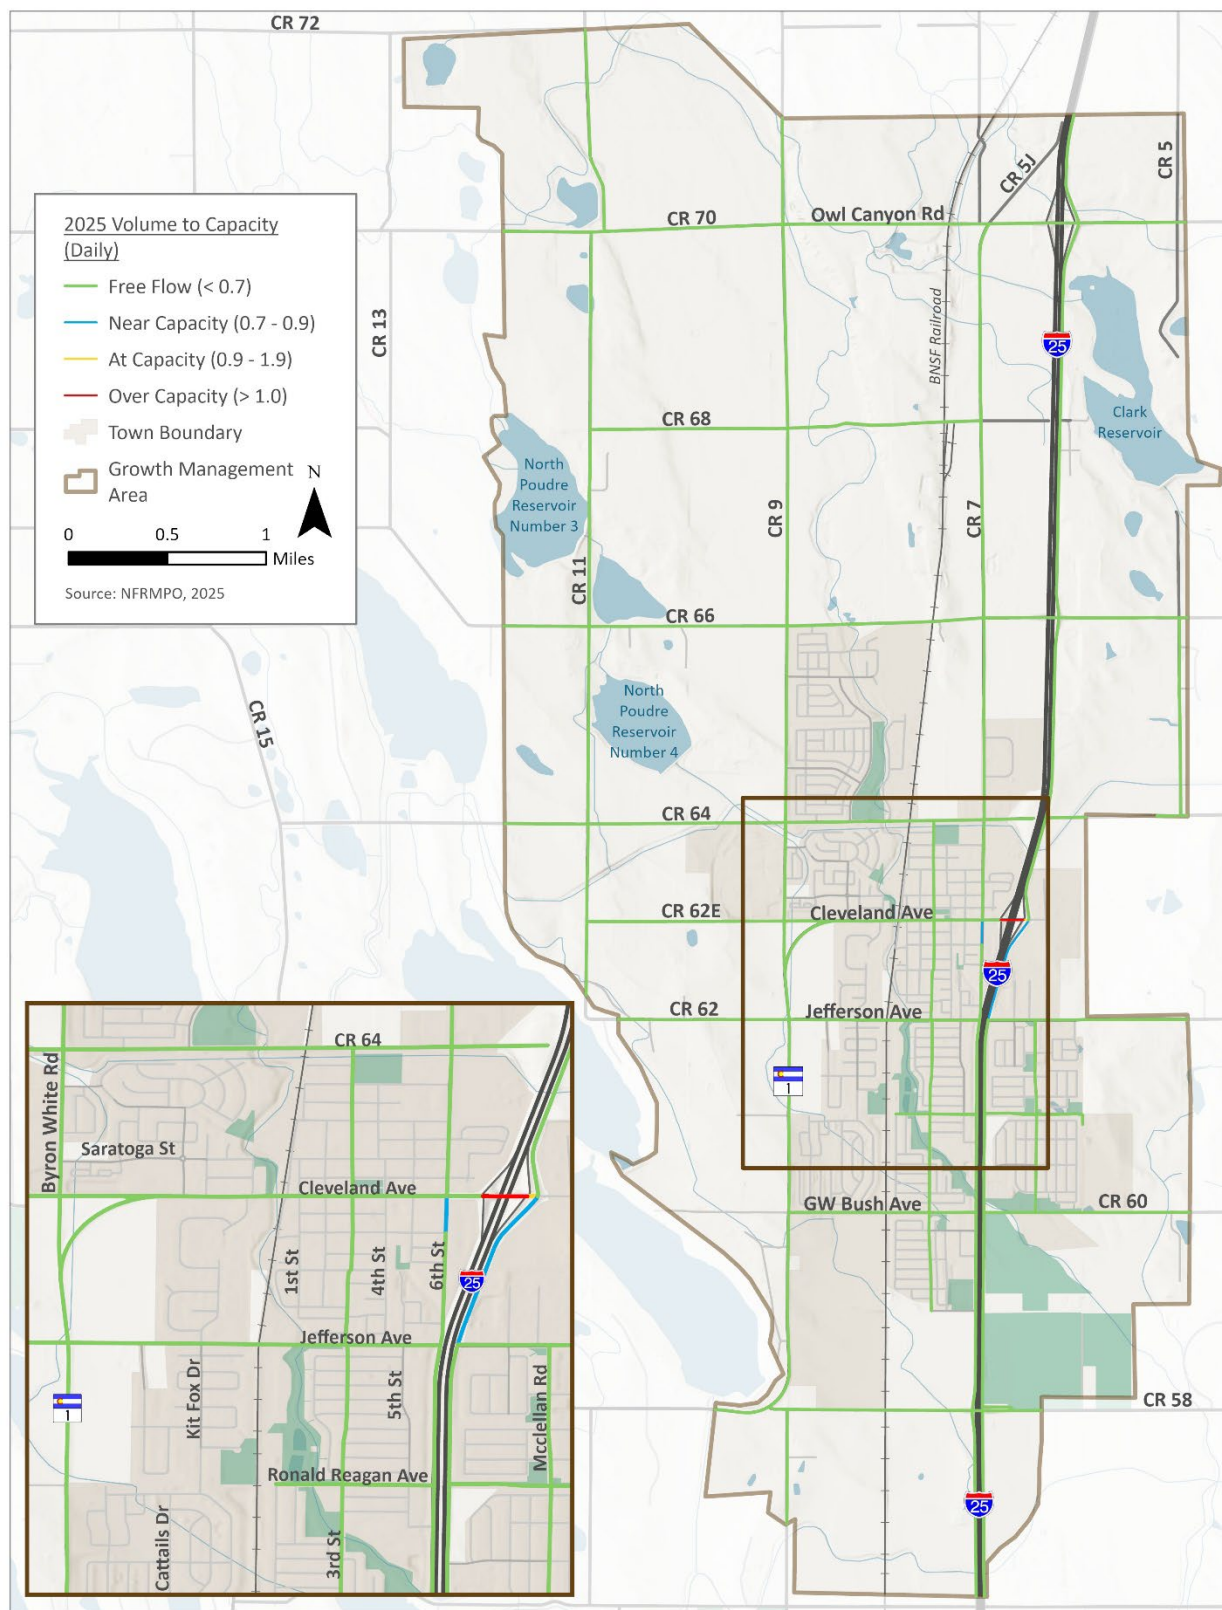 CR 72
CR 5J
CR 5
CR 70
Owl Canyon Rd
2025 Volume to Capacity
(Daily)
Free Flow (< 0.7)
Near Capacity (0.7 - 0.9)
At Capacity (0.9 - 1.9)
Over Capacity (> 1.0)
Town Boundary
Growth Management
Area
N
0 0.5 1
Miles
Source: NFRMPO, 2025
CR 13
BNSF Railroad
25
Clark
Reservoir
CR 68
North
Poudre
Reservoir
Number 3
CR 9
CR 7
CR 11
CR 66
North
Poudre
Reservoir
Number 4
CR 15
CR 64
CR 62E
Cleveland Ave
25
CR 62
Jefferson Ave
1
GW Bush Ave
CR 60
CR 58
25
CR 64
Byron White Rd
Saratoga St
Cleveland Ave
1st St
4th St
6th St
25
Jefferson Ave
1
Kit Fox Dr
5th St
Mcclellan Rd
Ronald Reagan Ave
Cattails Dr
3rd St